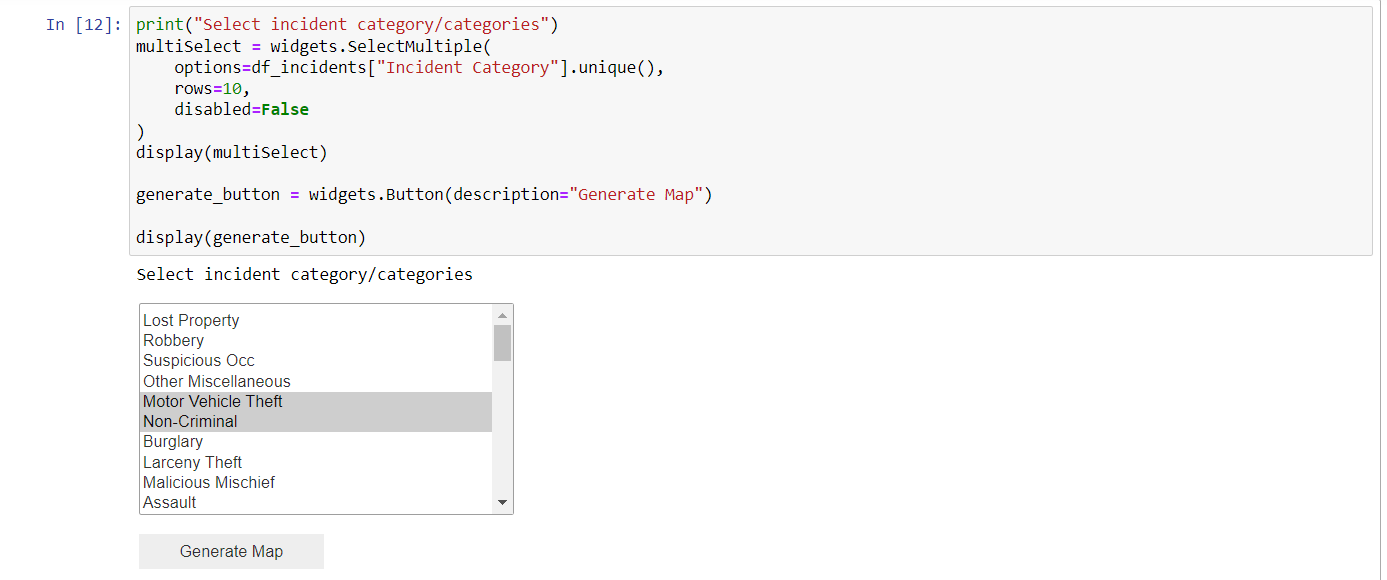 In [12]: print("Select incident category/categories")
multiSelect = widgets.SelectMultiple(
    options=df_incidents["Incident Category"].unique(),
    rows=10,
    disabled=False
)
display(multiSelect)
generate_button = widgets.Button(description="Generate Map")
display(generate_button)
Select incident category/categories
Lost Property
Robbery
Suspicious Occ
Other Miscellaneous
Motor Vehicle Theft
Non-Criminal
Burglary
Larceny Theft
Malicious Mischief
Assault
Generate Map